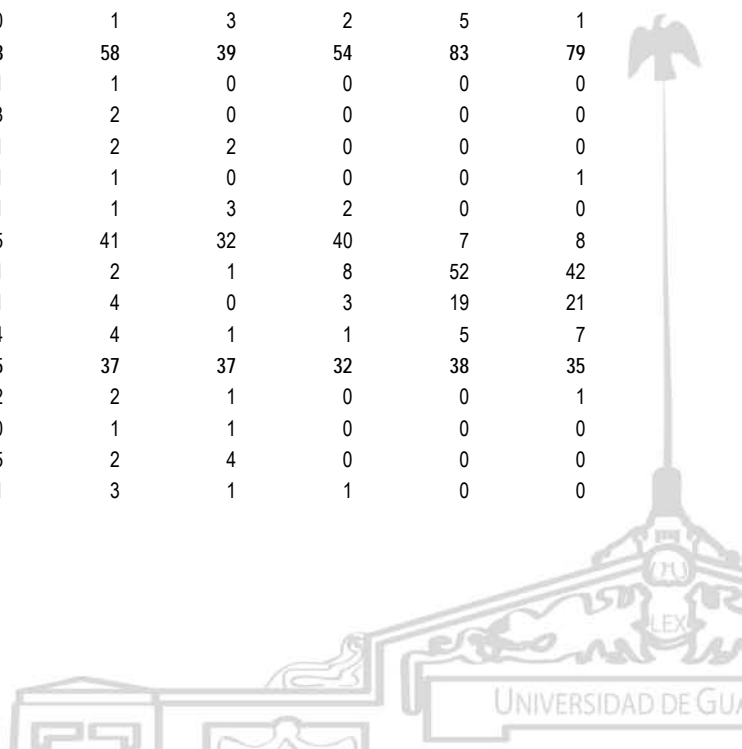 1 3 2 5 1
58 39 54 83 79
1 0 0 0 0
2 0 0 0 0
2 2 0 0 0
1 0 0 0 1
1 3 2 0 0
41 32 40 7 8
2 1 8 52 42
4 0 3 19 21
4 1 1 5 7
37 37 32 38 35
2 1 0 0 1
1 1 0 0 0
2 4 0 0 0
3 1 1 0 0
LEX
UNIVERSIDAD DE